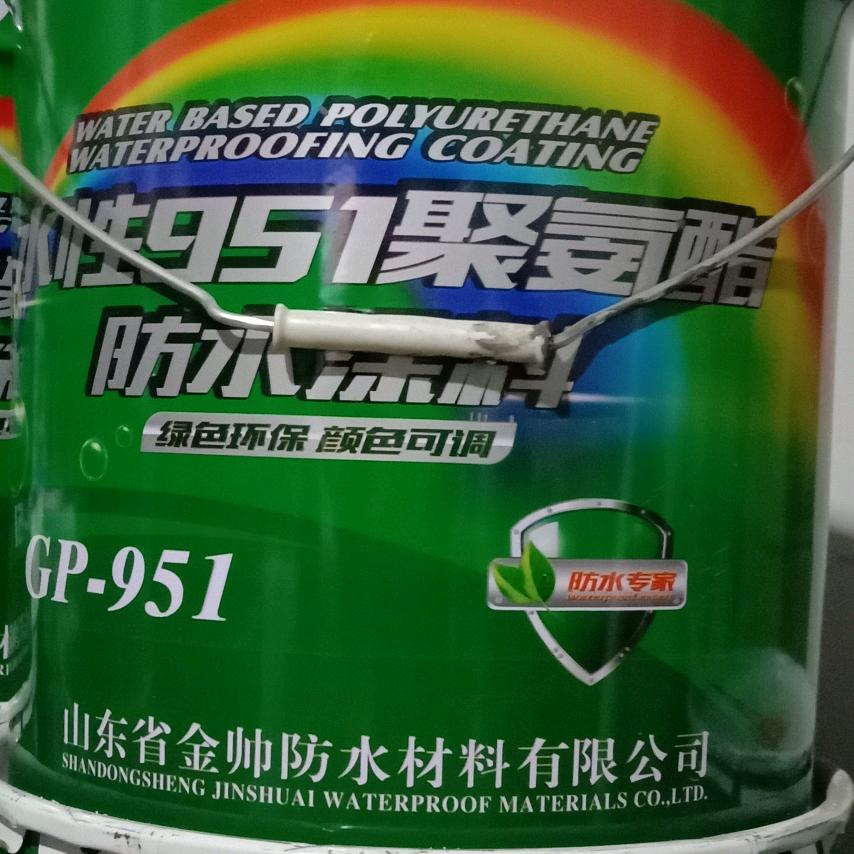 WATER BASED POLYURETHANE
WATERPROOFING COATING
水性951聚氨酯
防水涂料
绿色环保 颜色可调
GP-951
防水专家
Waterproof expert
山东省金帅防水材料有限公司
SHANDONGSHENG JINSHUAI WATERPROOF MATERIALS CO.,LTD.